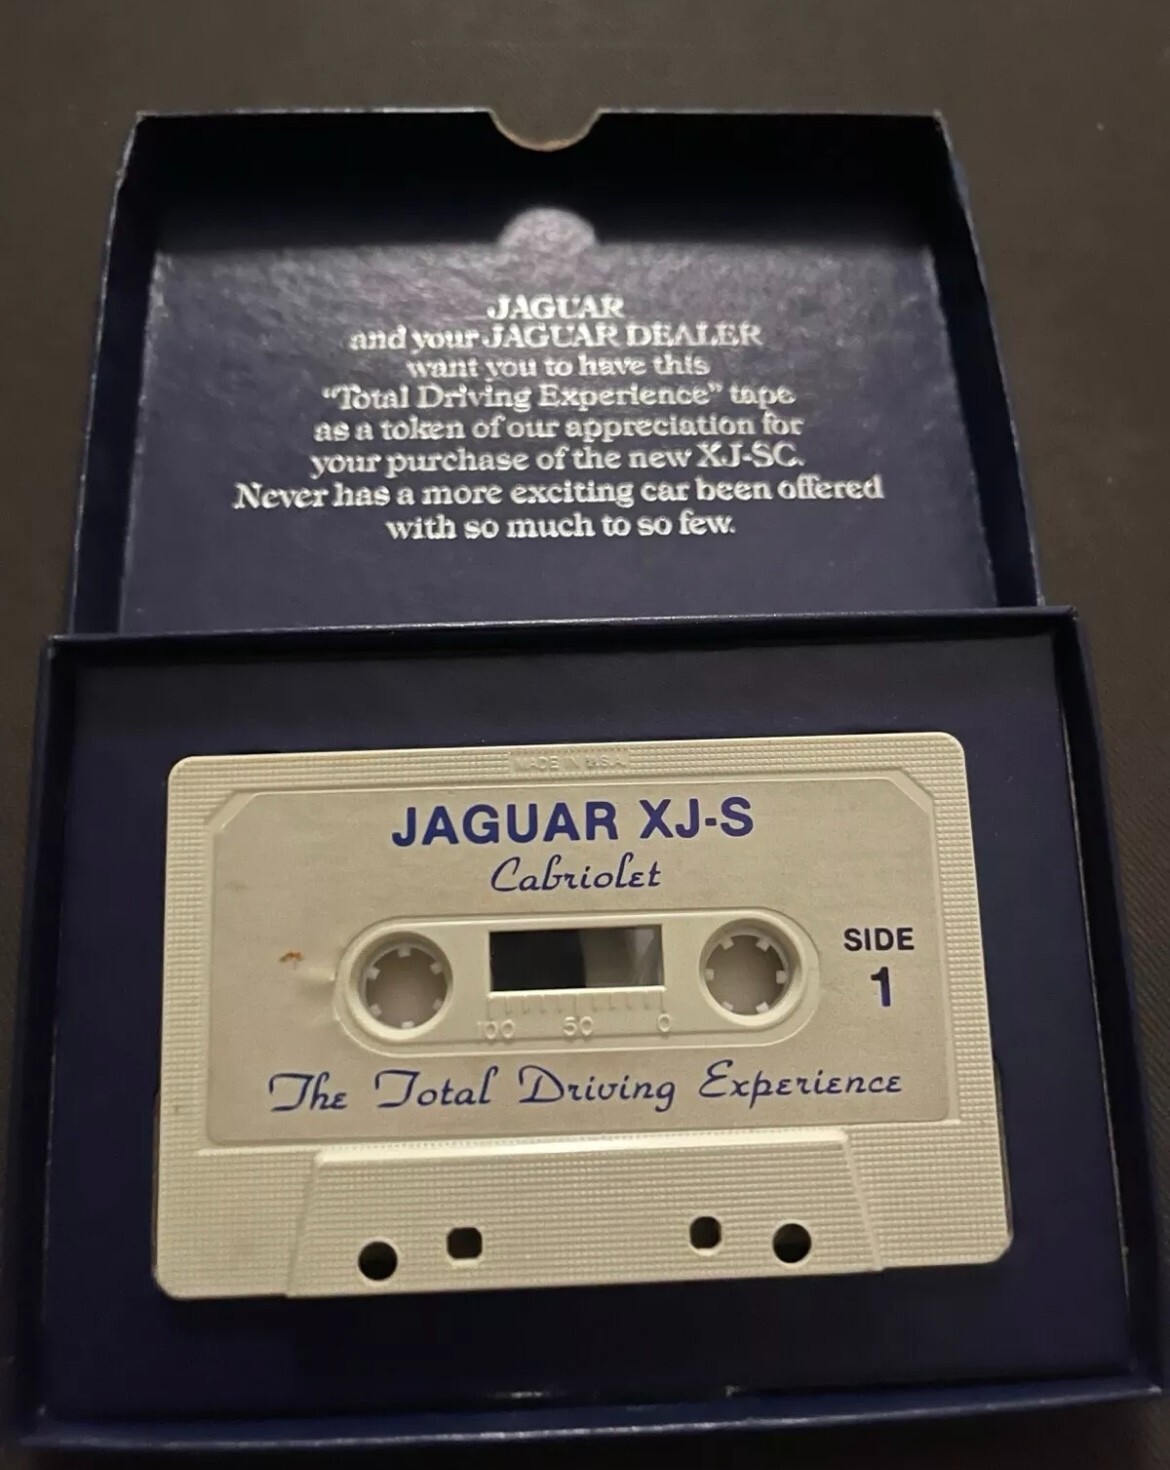 JAGUAR
and your JAGUAR DEALER
want you to have this
“Total Driving Experience” tape
as a token of our appreciation for
your purchase of the new XJ-SC.
Never has a more exciting car been offered
with so much to so few.
MADE IN U.S.A.
JAGUAR XJ-S
Cabriolet
SIDE
1
100 50 0
The Total Driving Experience